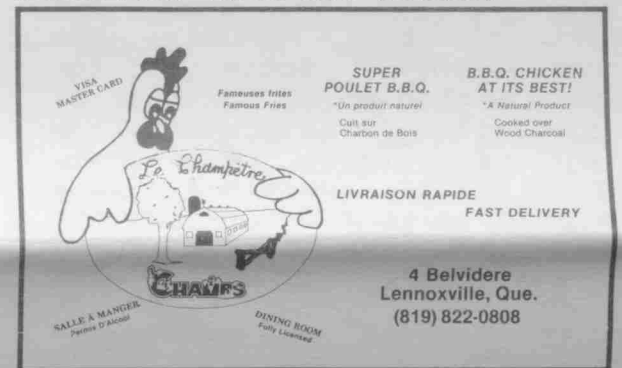 VISA
MASTER CARD
Fameuses frites
Famous Fries
SUPER
POULET B.B.Q.
"Un produit naturel
Cuit sur
Charbon de Bois
B.B.Q. CHICKEN
AT ITS BEST!
"A Natural Product
Cooked over
Wood Charcoal
Le Champêtre
CHAMPS
LIVRAISON RAPIDE
FAST DELIVERY
SALLE À MANGER
Permis D'Alcool
DINING ROOM
Fully Licensed
4 Belvidere
Lennoxville, Que.
(819) 822-0808